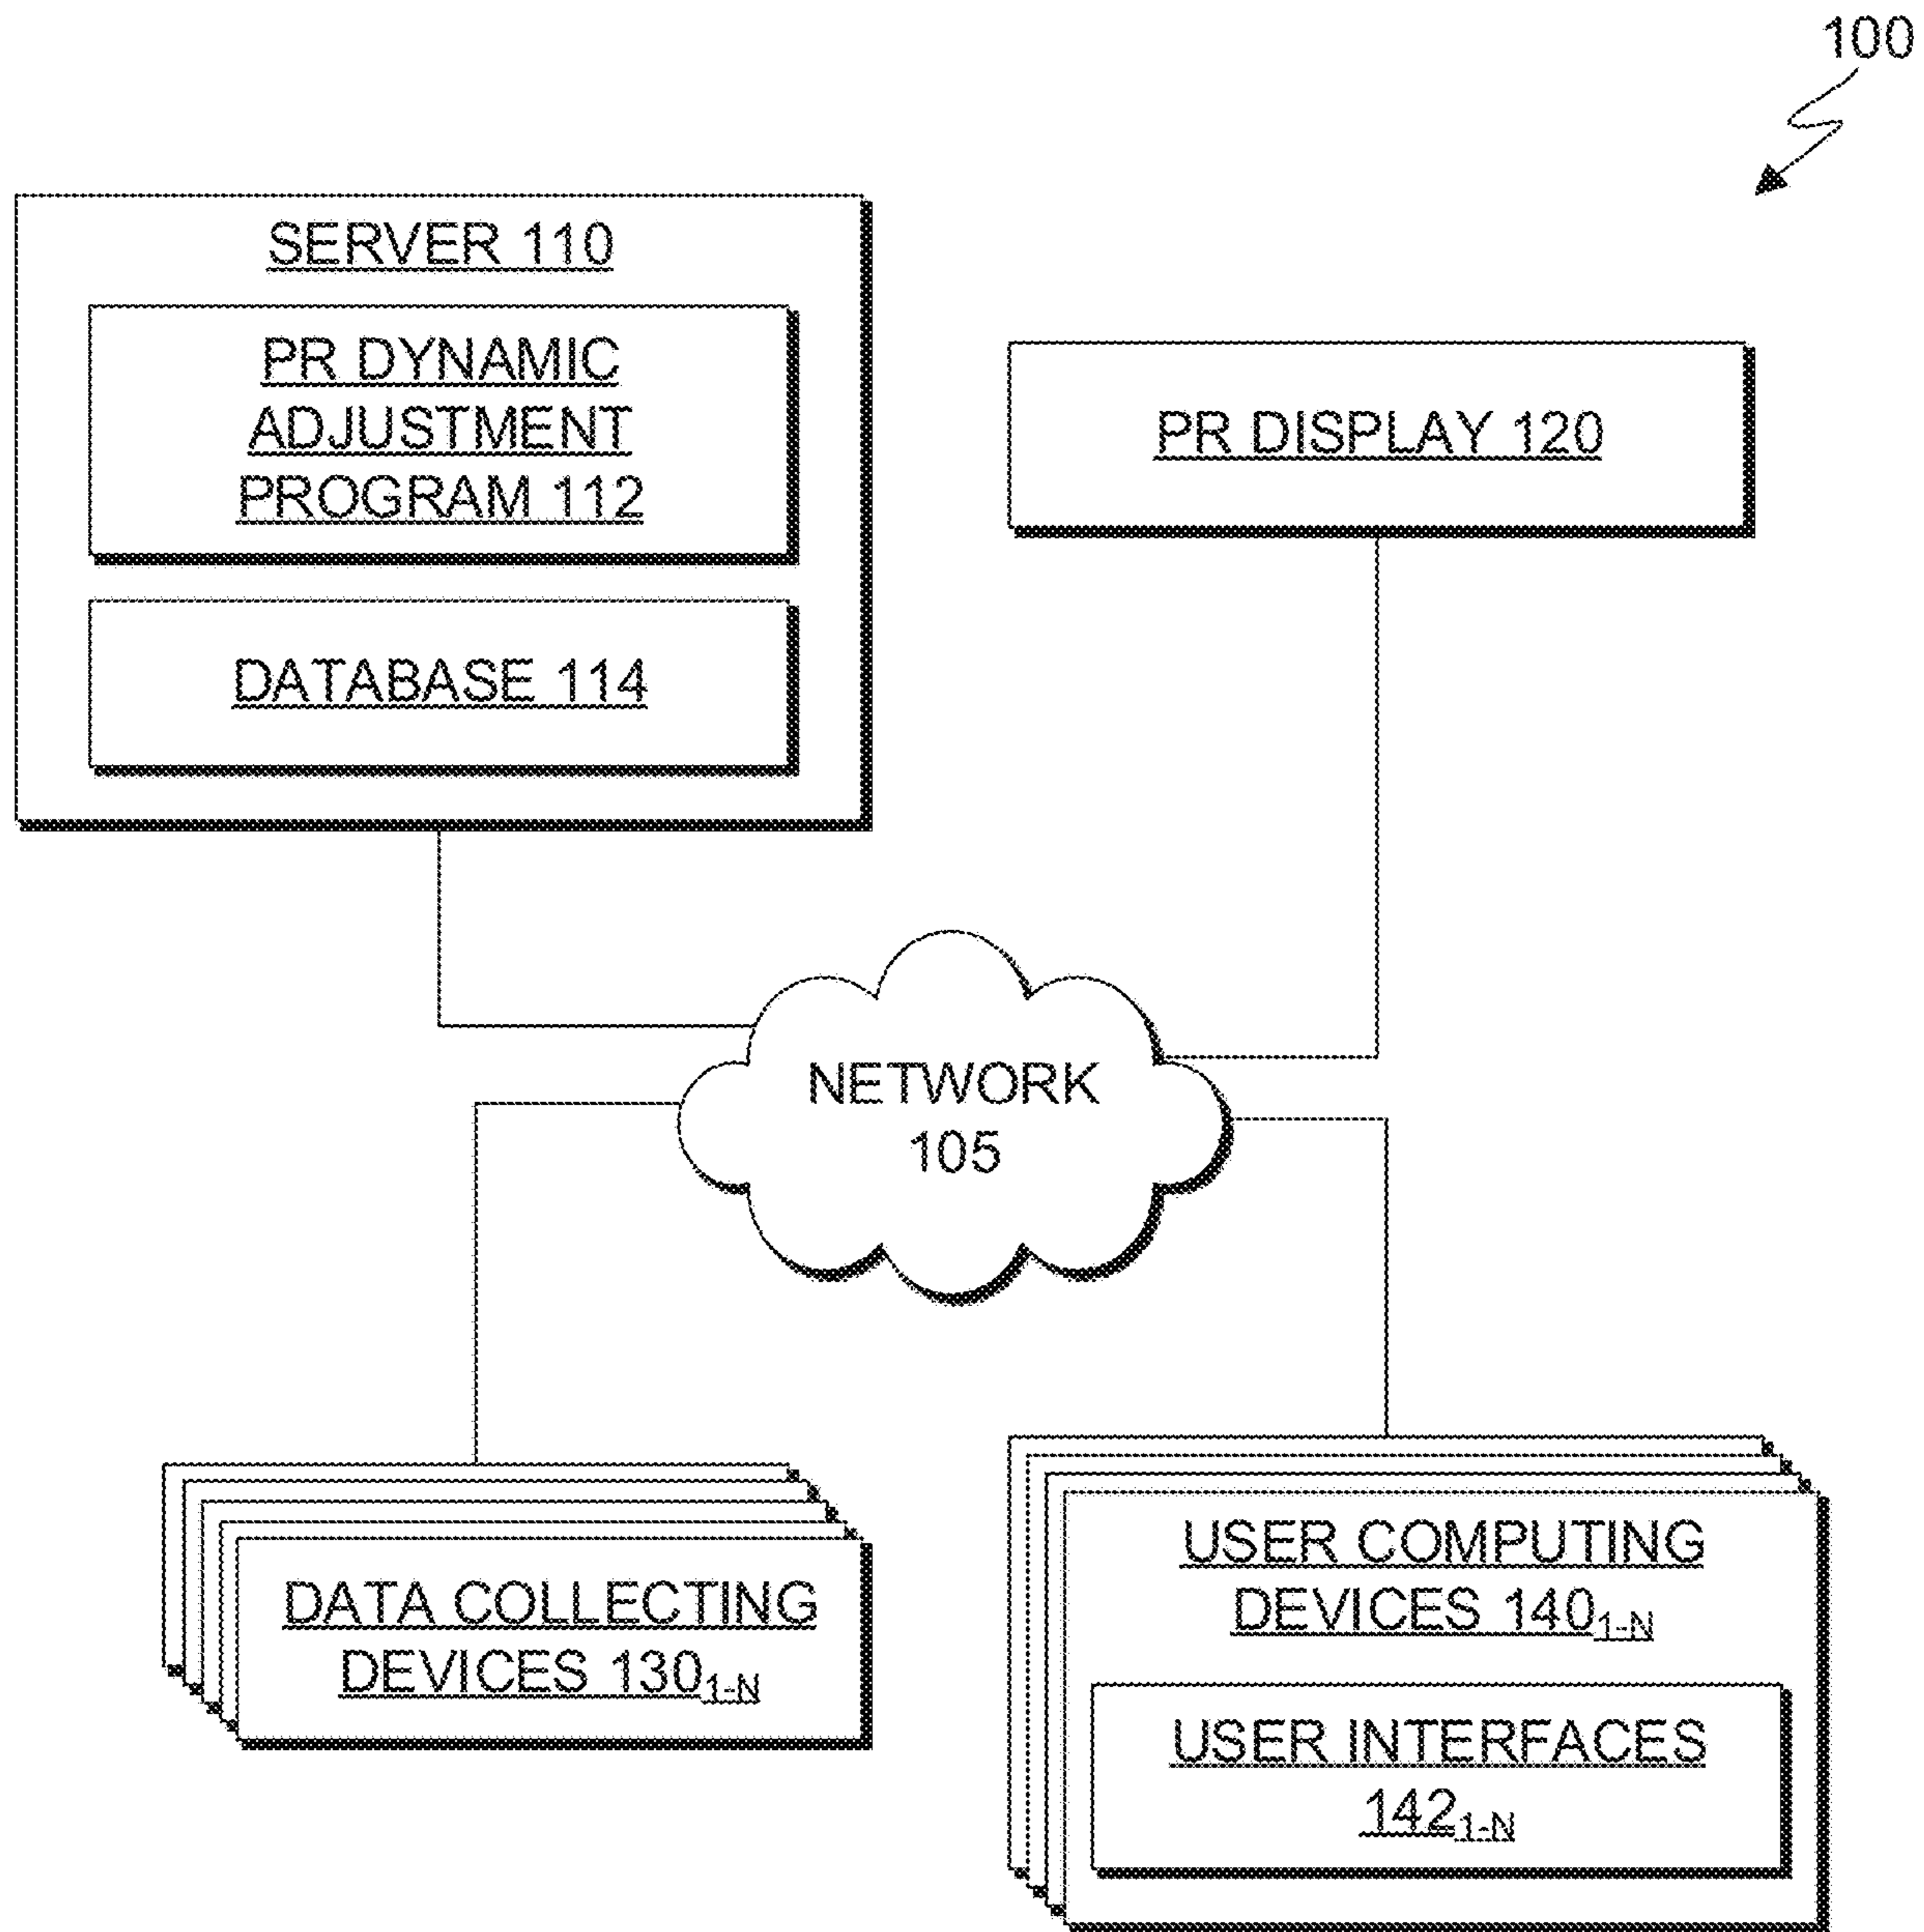 100
SERVER 110
PR DYNAMIC
ADJUSTMENT
PROGRAM 112
DATABASE 114
PR DISPLAY 120
NETWORK
105
DATA COLLECTING
DEVICES 130₁₋N
USER COMPUTING
DEVICES 140₁₋N
USER INTERFACES
142₁₋N